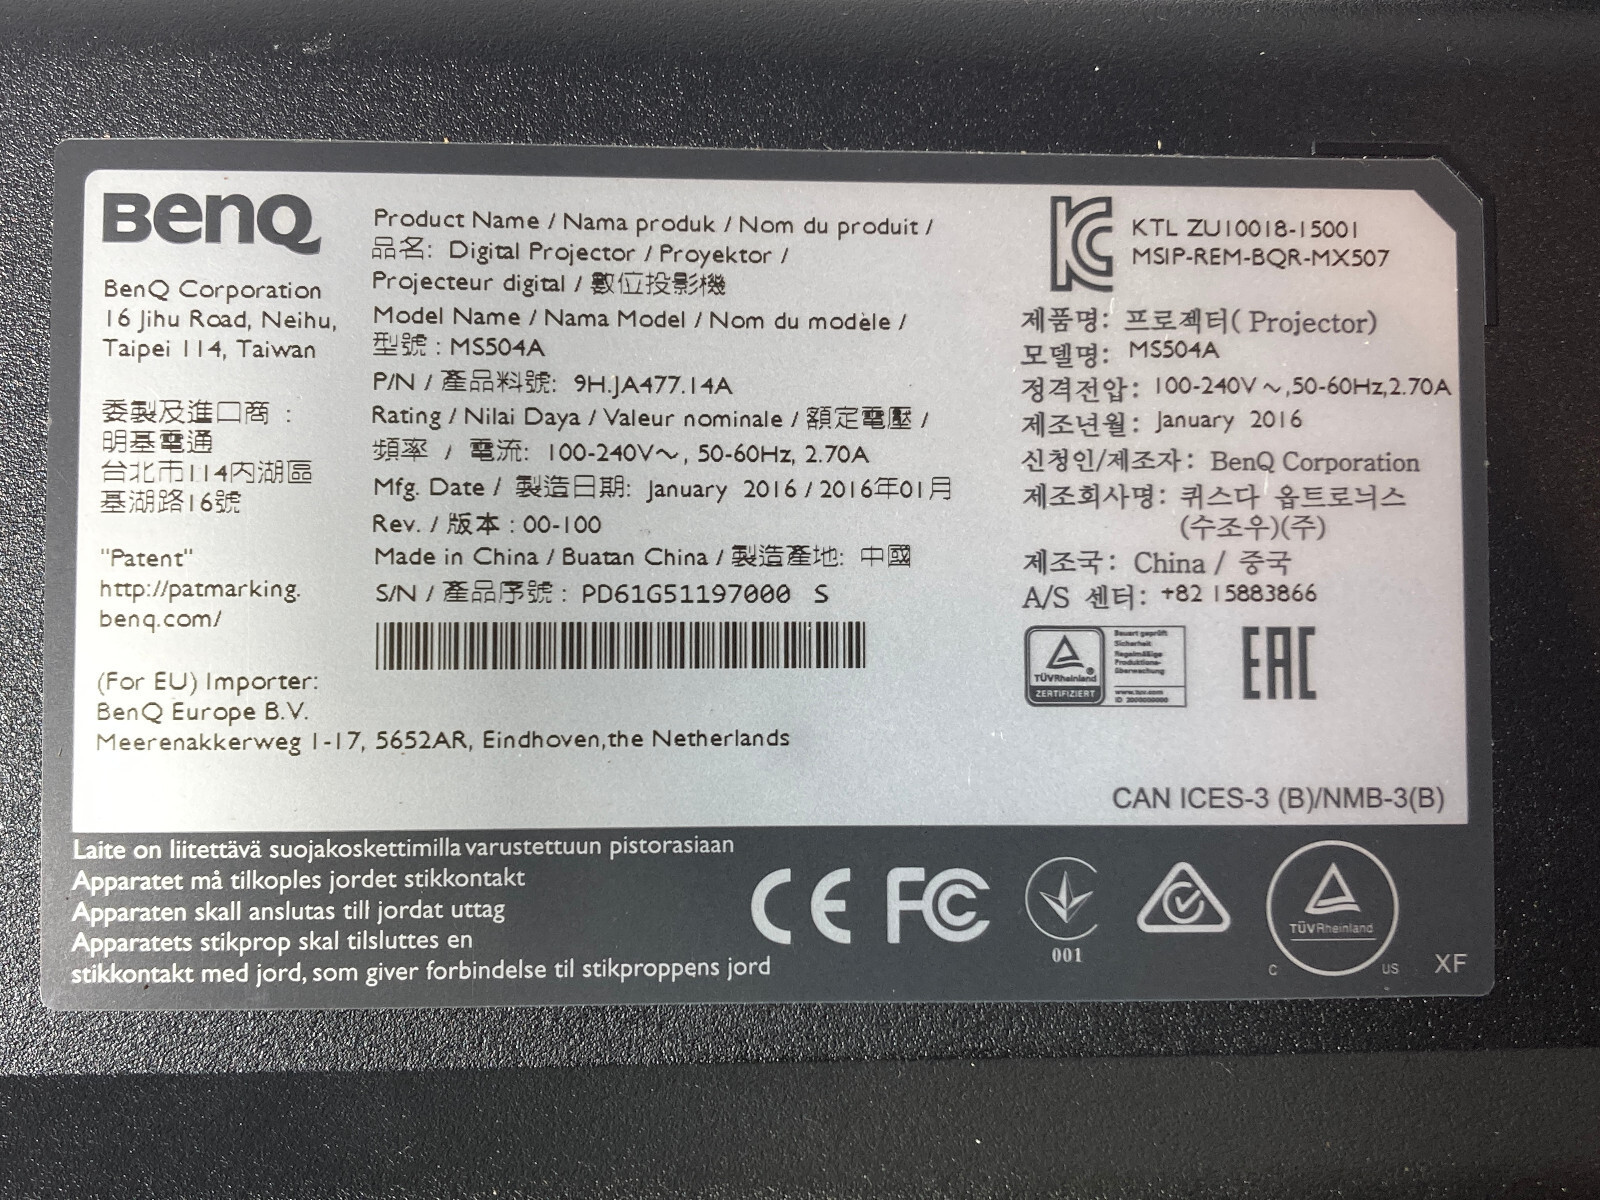 BenQ
BenQ Corporation
16 Jihu Road, Neihu,
Taipei 114, Taiwan
委製及進口商 :
明基電通
台北市114內湖區
基湖路16號
"Patent"
http://patmarking.
benq.com/
(For EU) Importer:
BenQ Europe B.V.
Meerenakkerweg 1-17, 5652AR, Eindhoven,the Netherlands
Product Name / Nama produk / Nom du produit /
品名: Digital Projector / Proyektor /
Projecteur digital / 數位投影機
Model Name / Nama Model / Nom du modèle /
型號 : MS504A
P/N / 產品料號: 9H.JA477.14A
Rating / Nilai Daya / Valeur nominale / 額定電壓 /
頻率 / 電流: 100-240V～, 50-60Hz, 2.70A
Mfg. Date / 製造日期: January 2016 / 2016年01月
Rev. / 版本 : 00-100
Made in China / Buatan China / 製造產地: 中國
S/N / 產品序號 : PD61G51197000 S
KTL ZU10018-15001
MSIP-REM-BQR-MX507
제품명: 프로젝터( Projector)
모델명: MS504A
정격전압: 100-240V～,50-60Hz,2.70A
제조년월: January 2016
신청인/제조자: BenQ Corporation
제조회사명: 퀴스다 옵트로닉스
(수조우)(주)
제조국: China / 중국
A/S 센터: +82 15883866
TÜVRheinland
ZERTIFIZIERT
Bauart geprüft
Sicherheit
Regelmäßige
Produktions-
überwachung
www.tuv.com
ID 2000000000
EAC
CAN ICES-3 (B)/NMB-3(B)
Laite on liitettävä suojakoskettimilla varustettuun pistorasiaan
Apparatet må tilkoples jordet stikkontakt
Apparaten skall anslutas till jordat uttag
Apparatets stikprop skal tilsluttes en
stikkontakt med jord, som giver forbindelse til stikproppens jord
CE FC
001
TÜVRheinland
C US
XF